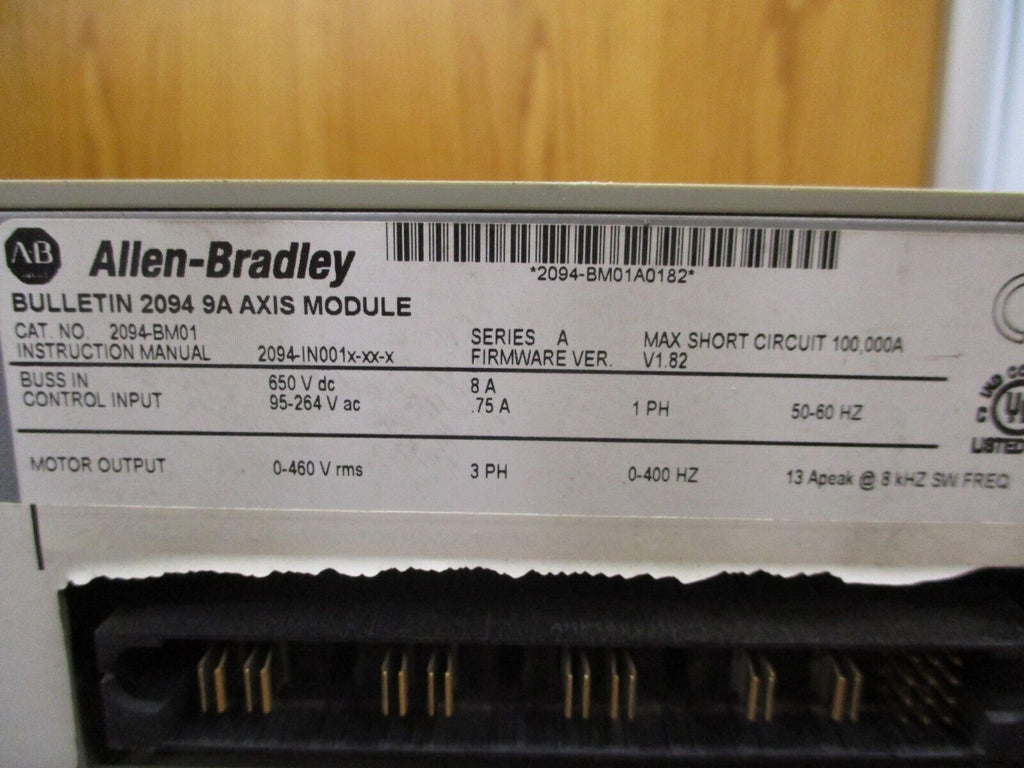 AB Allen-Bradley
*2094-BM01A0182*
BULLETIN 2094 9A AXIS MODULE
CAT. NO. 2094-BM01 SERIES A MAX SHORT CIRCUIT 100,000A
INSTRUCTION MANUAL 2094-IN001x-xx-x FIRMWARE VER. V1.82
BUSS IN 650 V dc 8 A
CONTROL INPUT 95-264 V ac .75 A 1 PH 50-60 HZ
MOTOR OUTPUT 0-460 V rms 3 PH 0-400 HZ 13 Apeak @ 8 kHZ SW FREQ
LISTED